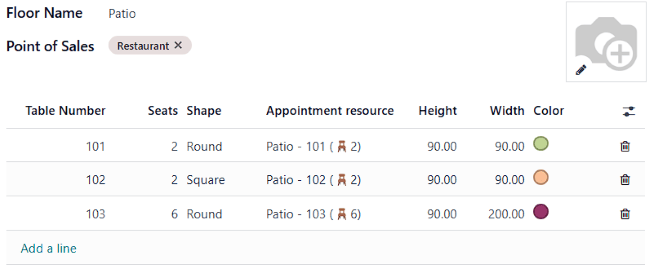 Floor Name Patio
Point of Sales Restaurant ✕
Table Number Seats Shape Appointment resource Height Width Color
101 2 Round Patio - 101 ( 2) 90.00 90.00
102 2 Square Patio - 102 ( 2) 90.00 90.00
103 6 Round Patio - 103 ( 6) 90.00 200.00
Add a line